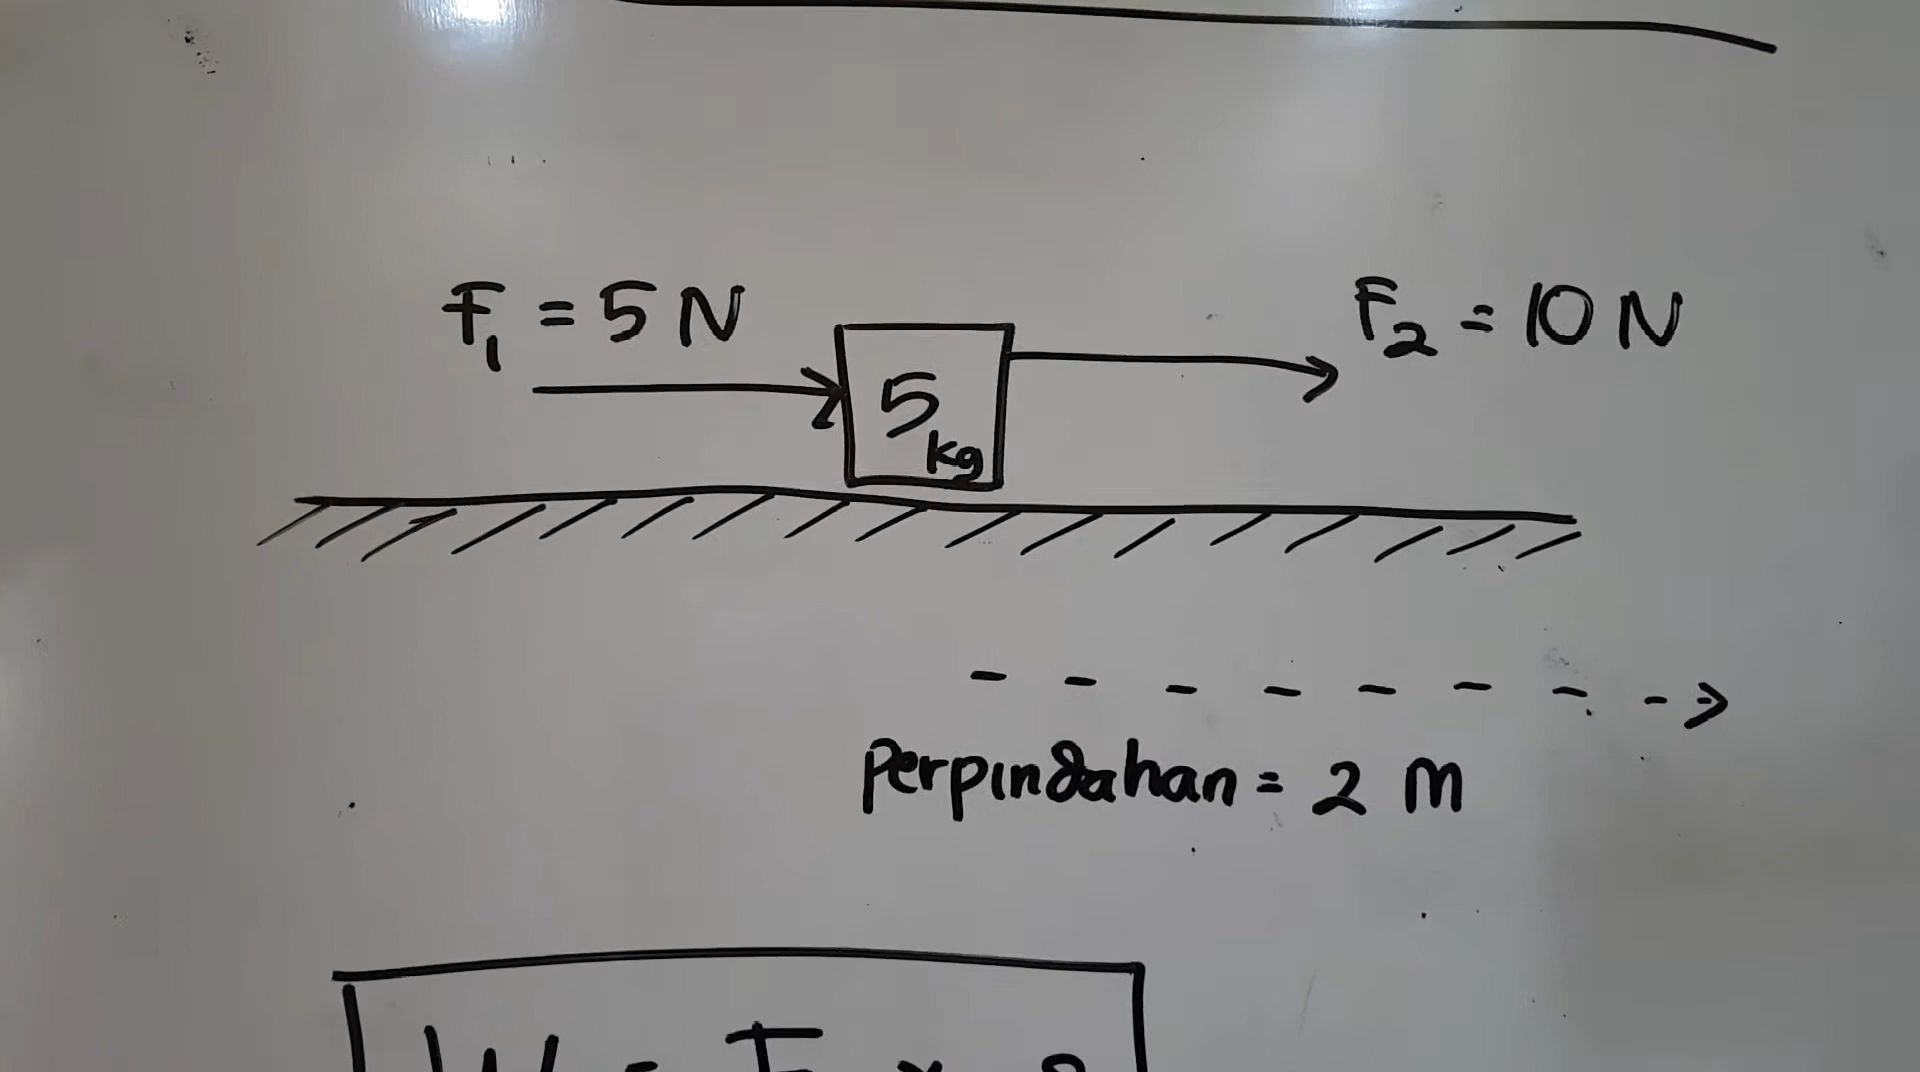 F₁ = 5 N
F₂ = 10 N
5 kg
Perpindahan = 2 m
W = F x